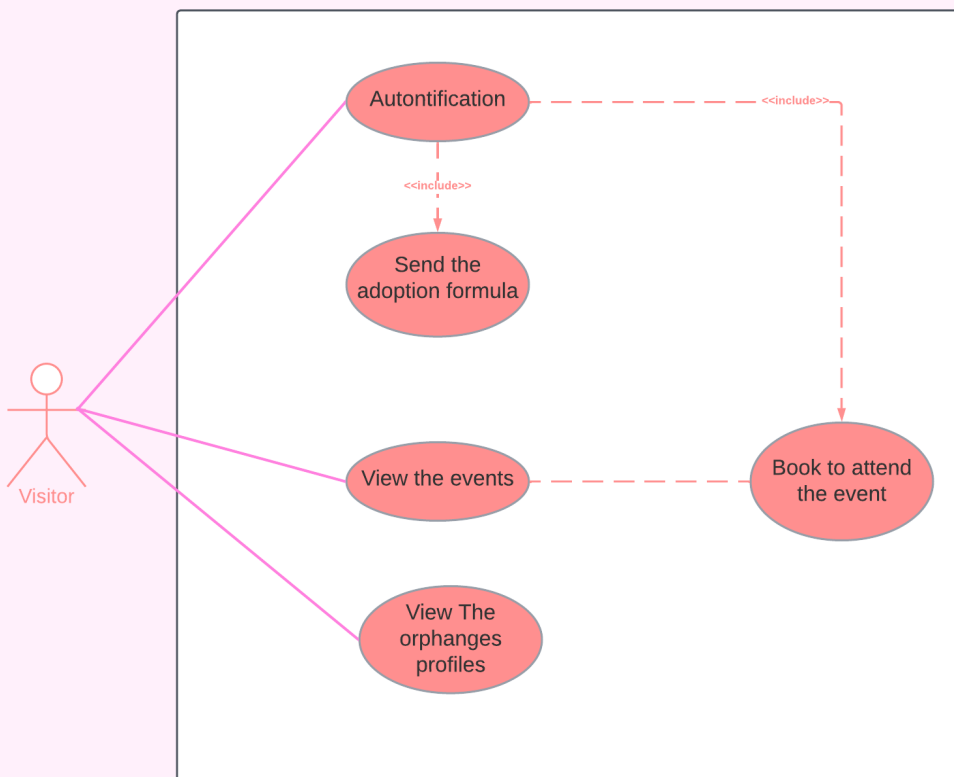 Autontification
<<include>>
<<include>>
Send the
adoption formula
Visitor
View the events
Book to attend
the event
View The
orphanges
profiles